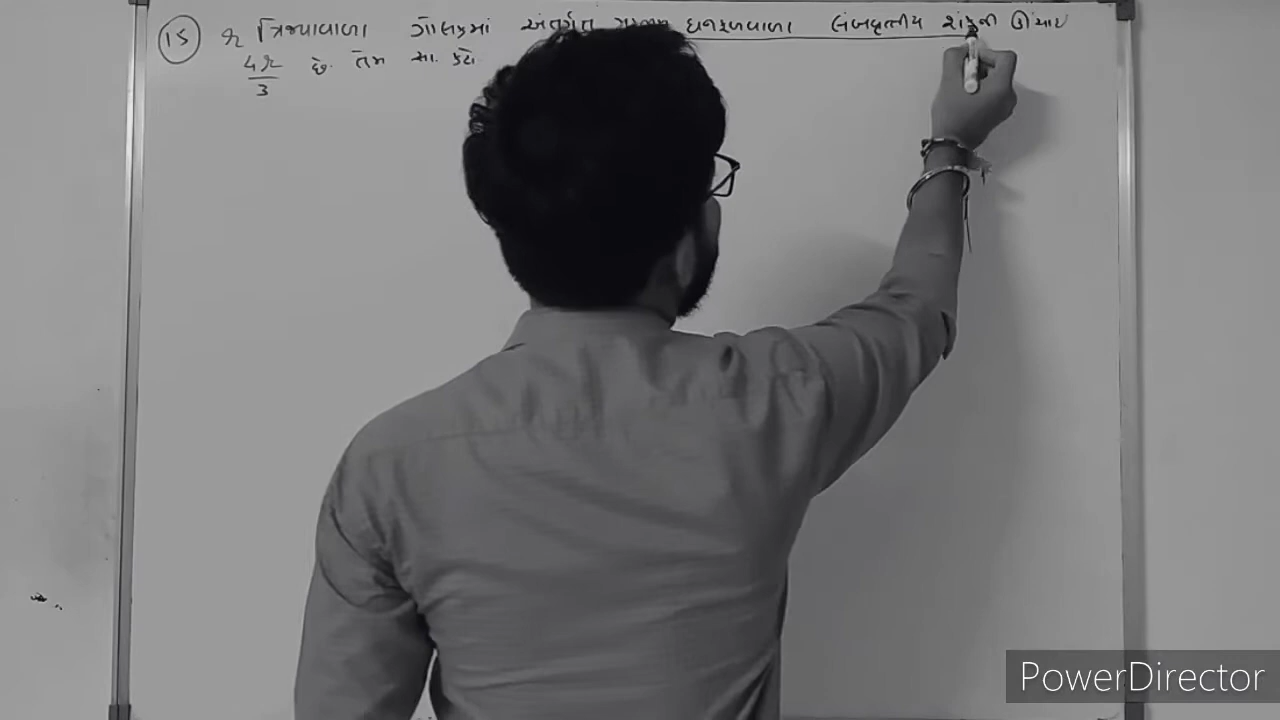 15 r ત્રિજ્યાવાળા ગોલકમાં અંતર્ગત ઘનફળવાળા લંબવૃત્તીય શંકુની ઊંચાઈ
4r/3 છે. તેમ સા. કરો
PowerDirector